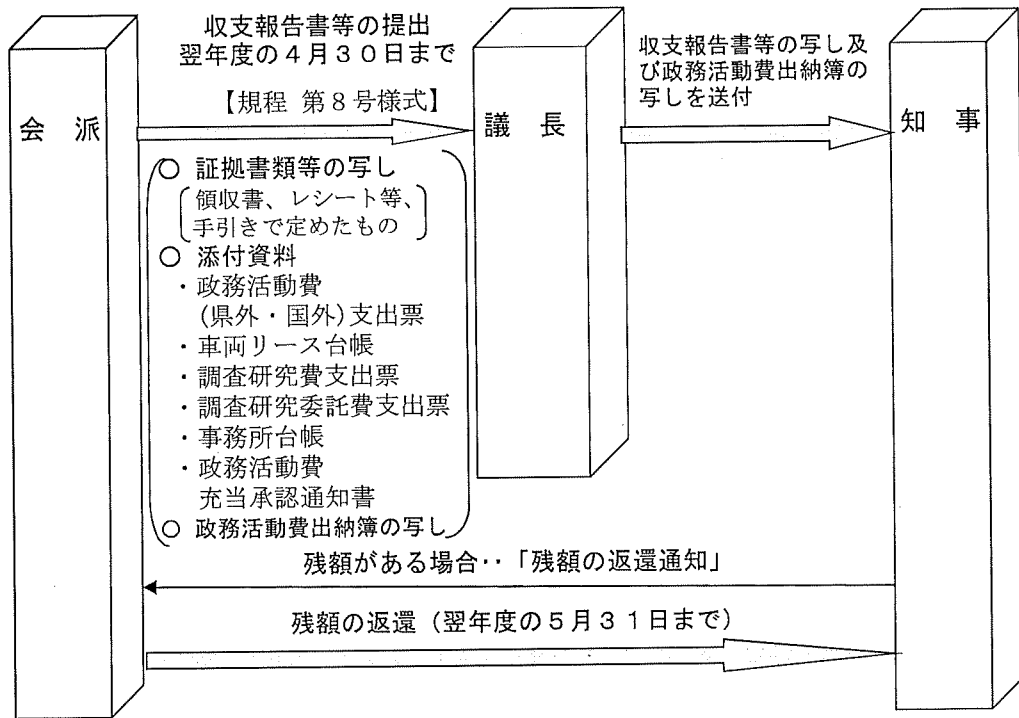 収支報告書等の提出
翌年度の4月30日まで
【規程 第8号様式】
収支報告書等の写し及
び政務活動費出納簿の
写しを送付
会 派
議 長
知 事
○ 証拠書類等の写し
領収書、レシート等、
手引きで定めたもの
○ 添付資料
・政務活動費
(県外・国外)支出票
・車両リース台帳
・調査研究費支出票
・調査研究委託費支出票
・事務所台帳
・政務活動費
充当承認通知書
○ 政務活動費出納簿の写し
残額がある場合‥「残額の返還通知」
残額の返還(翌年度の5月31日まで)